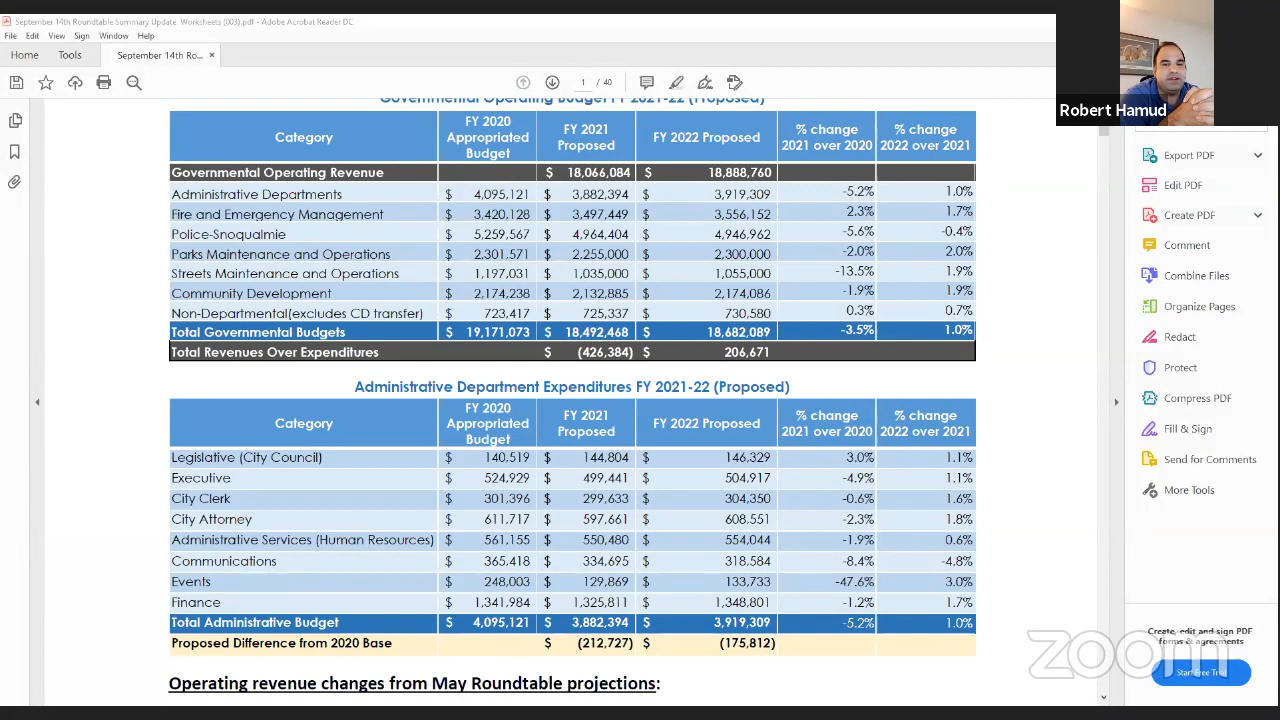 September 14th Roundtable Summary Update Worksheets (003).pdf - Adobe Acrobat Reader DC
File Edit View Sign Window Help
Home Tools September 14th Ro... ×
1 / 40
Governmental Operating Budget FY 2021-22 (Proposed)
Category FY 2020 Appropriated Budget FY 2021 Proposed FY 2022 Proposed % change 2021 over 2020 % change 2022 over 2021
Governmental Operating Revenue $ 18,066,084 $ 18,888,760
Administrative Departments $ 4,095,121 $ 3,882,394 $ 3,919,309 -5.2% 1.0%
Fire and Emergency Management $ 3,420,128 $ 3,497,449 $ 3,556,152 2.3% 1.7%
Police-Snoqualmie $ 5,259,567 $ 4,964,404 $ 4,946,962 -5.6% -0.4%
Parks Maintenance and Operations $ 2,301,571 $ 2,255,000 $ 2,300,000 -2.0% 2.0%
Streets Maintenance and Operations $ 1,197,031 $ 1,035,000 $ 1,055,000 -13.5% 1.9%
Community Development $ 2,174,238 $ 2,132,885 $ 2,174,086 -1.9% 1.9%
Non-Departmental(excludes CD transfer) $ 723,417 $ 725,337 $ 730,580 0.3% 0.7%
Total Governmental Budgets $ 19,171,073 $ 18,492,468 $ 18,682,089 -3.5% 1.0%
Total Revenues Over Expenditures $ (426,384) $ 206,671
Administrative Department Expenditures FY 2021-22 (Proposed)
Category FY 2020 Appropriated Budget FY 2021 Proposed FY 2022 Proposed % change 2021 over 2020 % change 2022 over 2021
Legislative (City Council) $ 140,519 $ 144,804 $ 146,329 3.0% 1.1%
Executive $ 524,929 $ 499,441 $ 504,917 -4.9% 1.1%
City Clerk $ 301,396 $ 299,633 $ 304,350 -0.6% 1.6%
City Attorney $ 611,717 $ 597,661 $ 608,551 -2.3% 1.8%
Administrative Services (Human Resources) $ 561,155 $ 550,480 $ 554,044 -1.9% 0.6%
Communications $ 365,418 $ 334,695 $ 318,584 -8.4% -4.8%
Events $ 248,003 $ 129,869 $ 133,733 -47.6% 3.0%
Finance $ 1,341,984 $ 1,325,811 $ 1,348,801 -1.2% 1.7%
Total Administrative Budget $ 4,095,121 $ 3,882,394 $ 3,919,309 -5.2% 1.0%
Proposed Difference from 2020 Base $ (212,727) $ (175,812)
Operating revenue changes from May Roundtable projections:
Robert Hamud
Export PDF
Edit PDF
Create PDF
Comment
Combine Files
Organize Pages
Redact
Protect
Compress PDF
Fill & Sign
Send for Comments
More Tools
Create, edit and sign PDF
forms & agreements
Start Free Trial
zoom